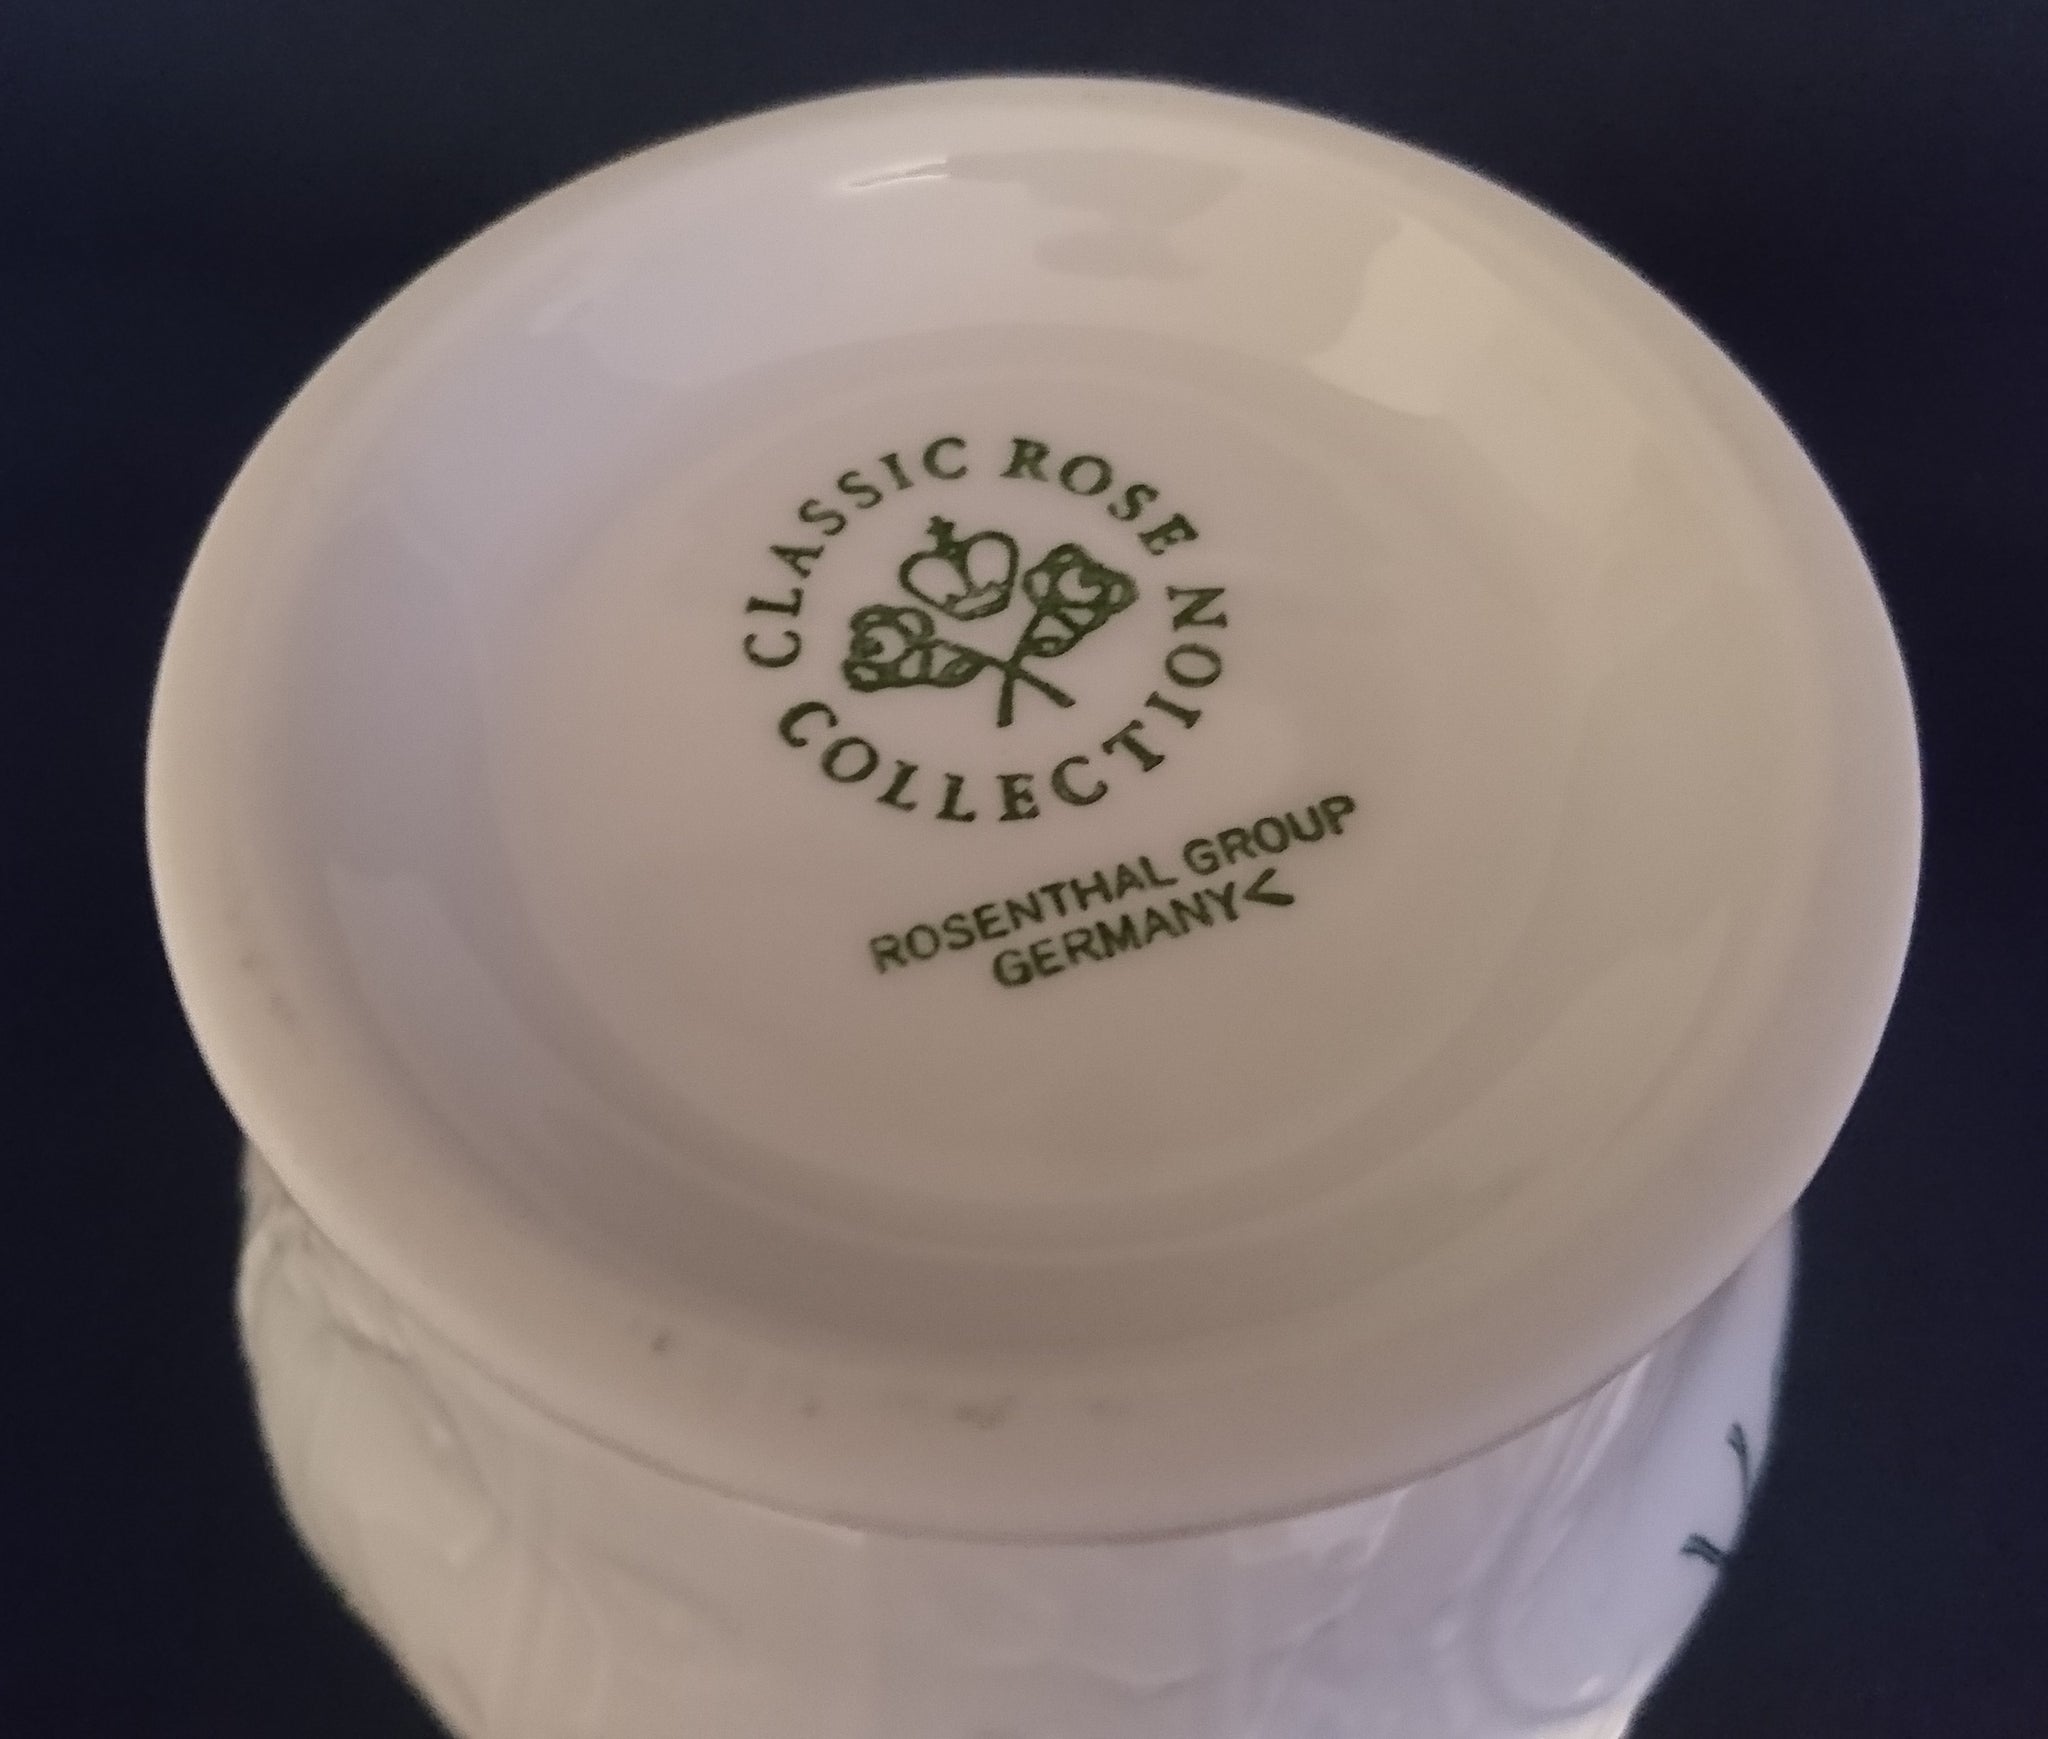 CLASSIC ROSE
COLLECTION
ROSENTHAL GROUP
GERMANY<